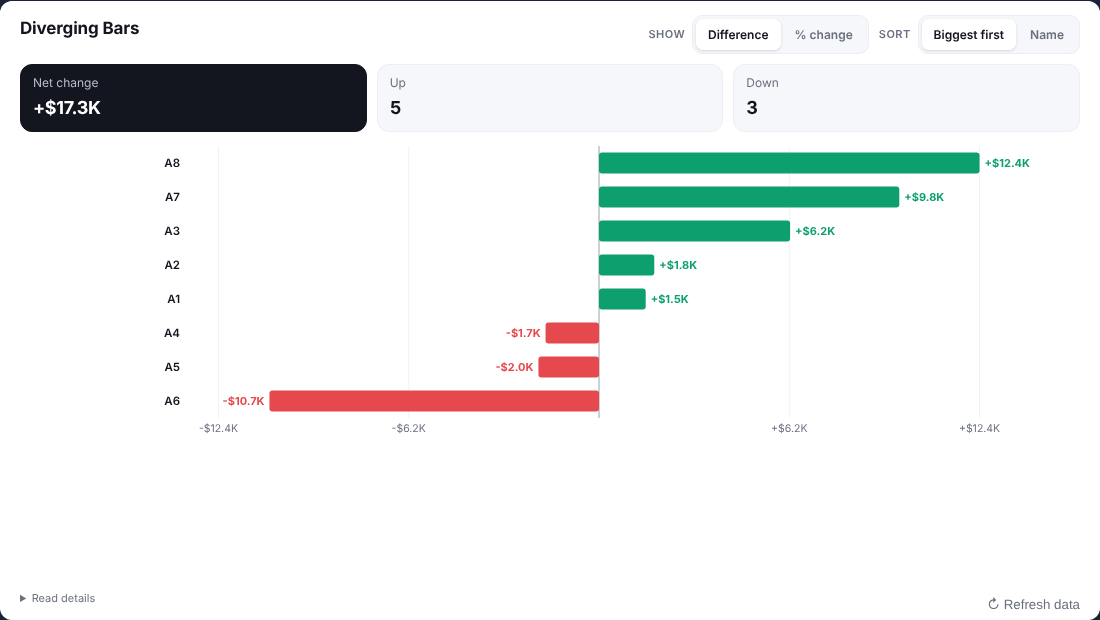 Diverging Bars
SHOW Difference % change SORT Biggest first Name
Net change
+$17.3K
Up
5
Down
3
A8 +$12.4K
A7 +$9.8K
A3 +$6.2K
A2 +$1.8K
A1 +$1.5K
A4 -$1.7K
A5 -$2.0K
A6 -$10.7K
-$12.4K -$6.2K +$6.2K +$12.4K
Read details
Refresh data